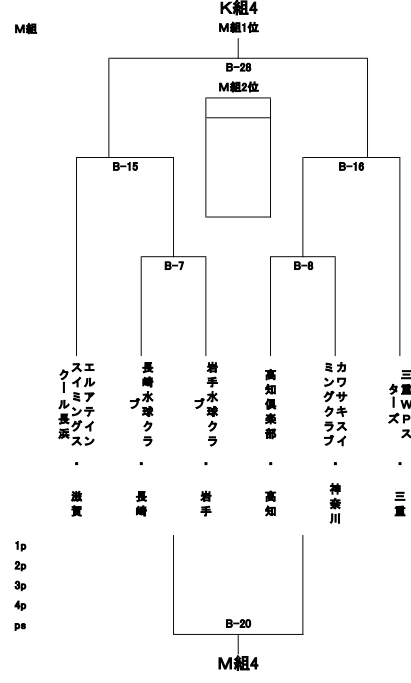 K組4
M組
M組1位
B-28
M組2位
B-15
B-16
B-7
B-8
エルアテイン
スイミングス
クール長浜
・
滋賀
長崎水球クラ
ブ
・
長崎
岩手水球クラ
ブ
・
岩手
高知倶楽部
・
高知
カワサキスイ
ミングクラブ
・
神奈川
三重WPス
ターズ
・
三重
1p
2p
3p
4p
ps
B-20
M組4